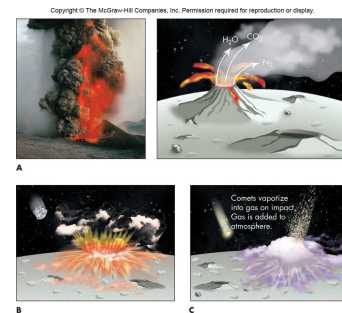 Copyright © The McGraw-Hill Companies, Inc. Permission required for reproduction or display.
H₂O
CO₂
N₂
A
Comets vaporize
into gas on impact.
Gas is added to
atmosphere.
B
C